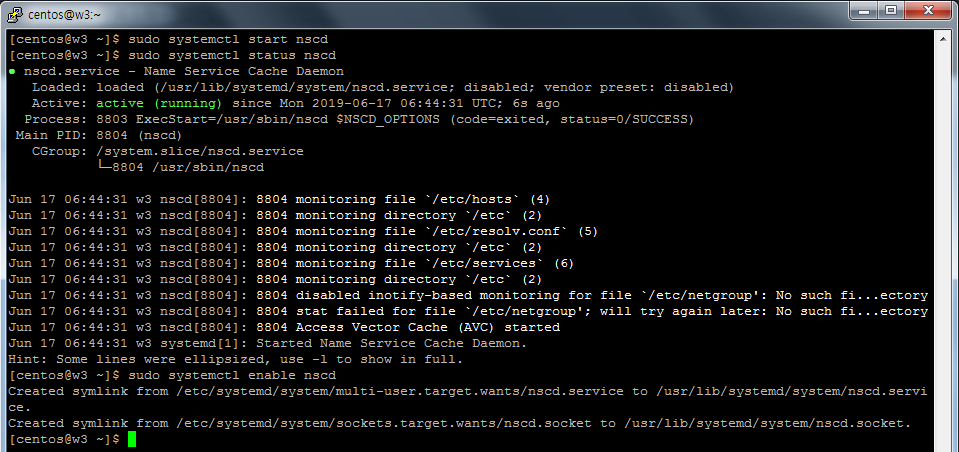 centos@w3:~
[centos@w3 ~]$ sudo systemctl start nscd
[centos@w3 ~]$ sudo systemctl status nscd
● nscd.service - Name Service Cache Daemon
   Loaded: loaded (/usr/lib/systemd/system/nscd.service; disabled; vendor preset: disabled)
   Active: active (running) since Mon 2019-06-17 06:44:31 UTC; 6s ago
  Process: 8803 ExecStart=/usr/sbin/nscd $NSCD_OPTIONS (code=exited, status=0/SUCCESS)
 Main PID: 8804 (nscd)
   CGroup: /system.slice/nscd.service
           └─8804 /usr/sbin/nscd
Jun 17 06:44:31 w3 nscd[8804]: 8804 monitoring file `/etc/hosts` (4)
Jun 17 06:44:31 w3 nscd[8804]: 8804 monitoring directory `/etc` (2)
Jun 17 06:44:31 w3 nscd[8804]: 8804 monitoring file `/etc/resolv.conf` (5)
Jun 17 06:44:31 w3 nscd[8804]: 8804 monitoring directory `/etc` (2)
Jun 17 06:44:31 w3 nscd[8804]: 8804 monitoring file `/etc/services` (6)
Jun 17 06:44:31 w3 nscd[8804]: 8804 monitoring directory `/etc` (2)
Jun 17 06:44:31 w3 nscd[8804]: 8804 disabled inotify-based monitoring for file `/etc/netgroup': No such fi...ectory
Jun 17 06:44:31 w3 nscd[8804]: 8804 stat failed for file `/etc/netgroup'; will try again later: No such fi...ectory
Jun 17 06:44:31 w3 nscd[8804]: 8804 Access Vector Cache (AVC) started
Jun 17 06:44:31 w3 systemd[1]: Started Name Service Cache Daemon.
Hint: Some lines were ellipsized, use -l to show in full.
[centos@w3 ~]$ sudo systemctl enable nscd
Created symlink from /etc/systemd/system/multi-user.target.wants/nscd.service to /usr/lib/systemd/system/nscd.servi
ce.
Created symlink from /etc/systemd/system/sockets.target.wants/nscd.socket to /usr/lib/systemd/system/nscd.socket.
[centos@w3 ~]$